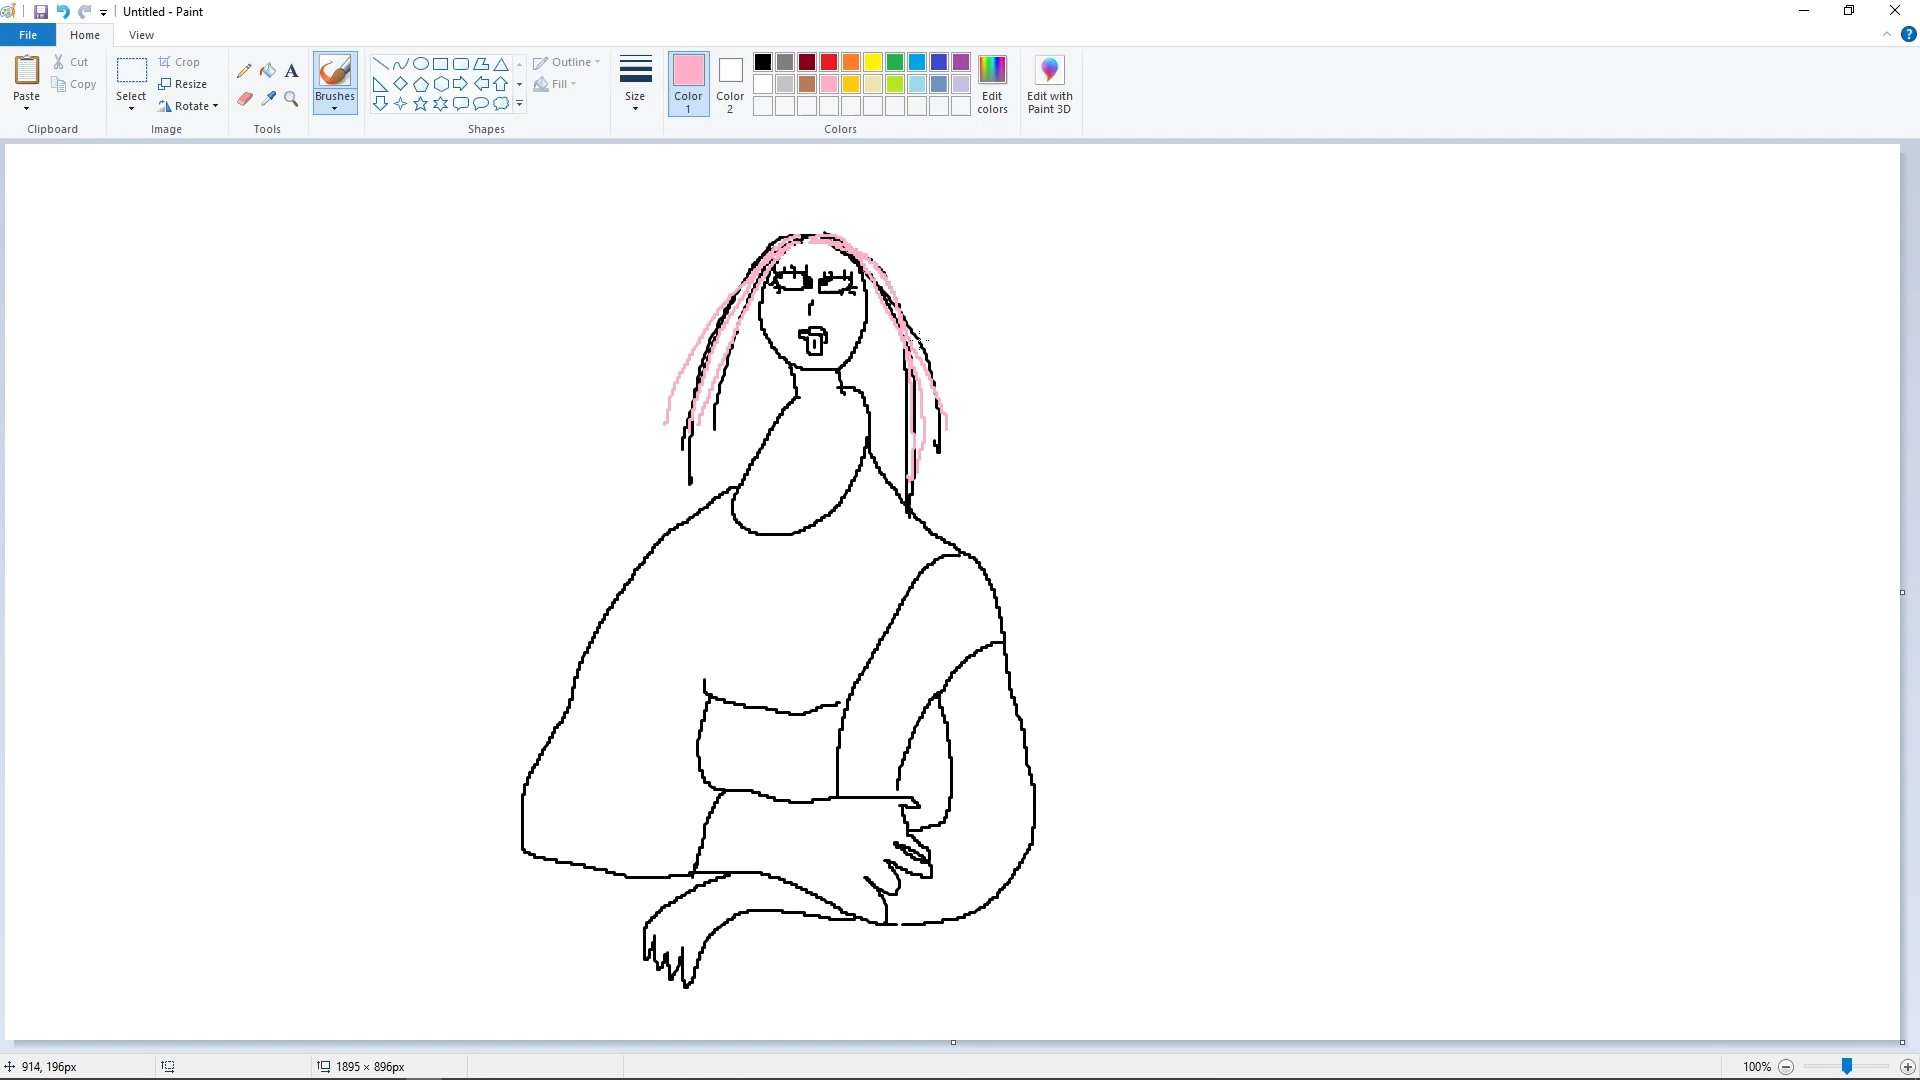 Untitled - Paint
File Home View
Paste
Cut
Copy
Clipboard
Select
Crop
Resize
Rotate
Image
A
Tools
Brushes
Shapes
Outline
Fill
Size
Color 1
Color 2
Edit colors
Colors
Edit with Paint 3D
?
914, 196px
1895 × 896px
100%